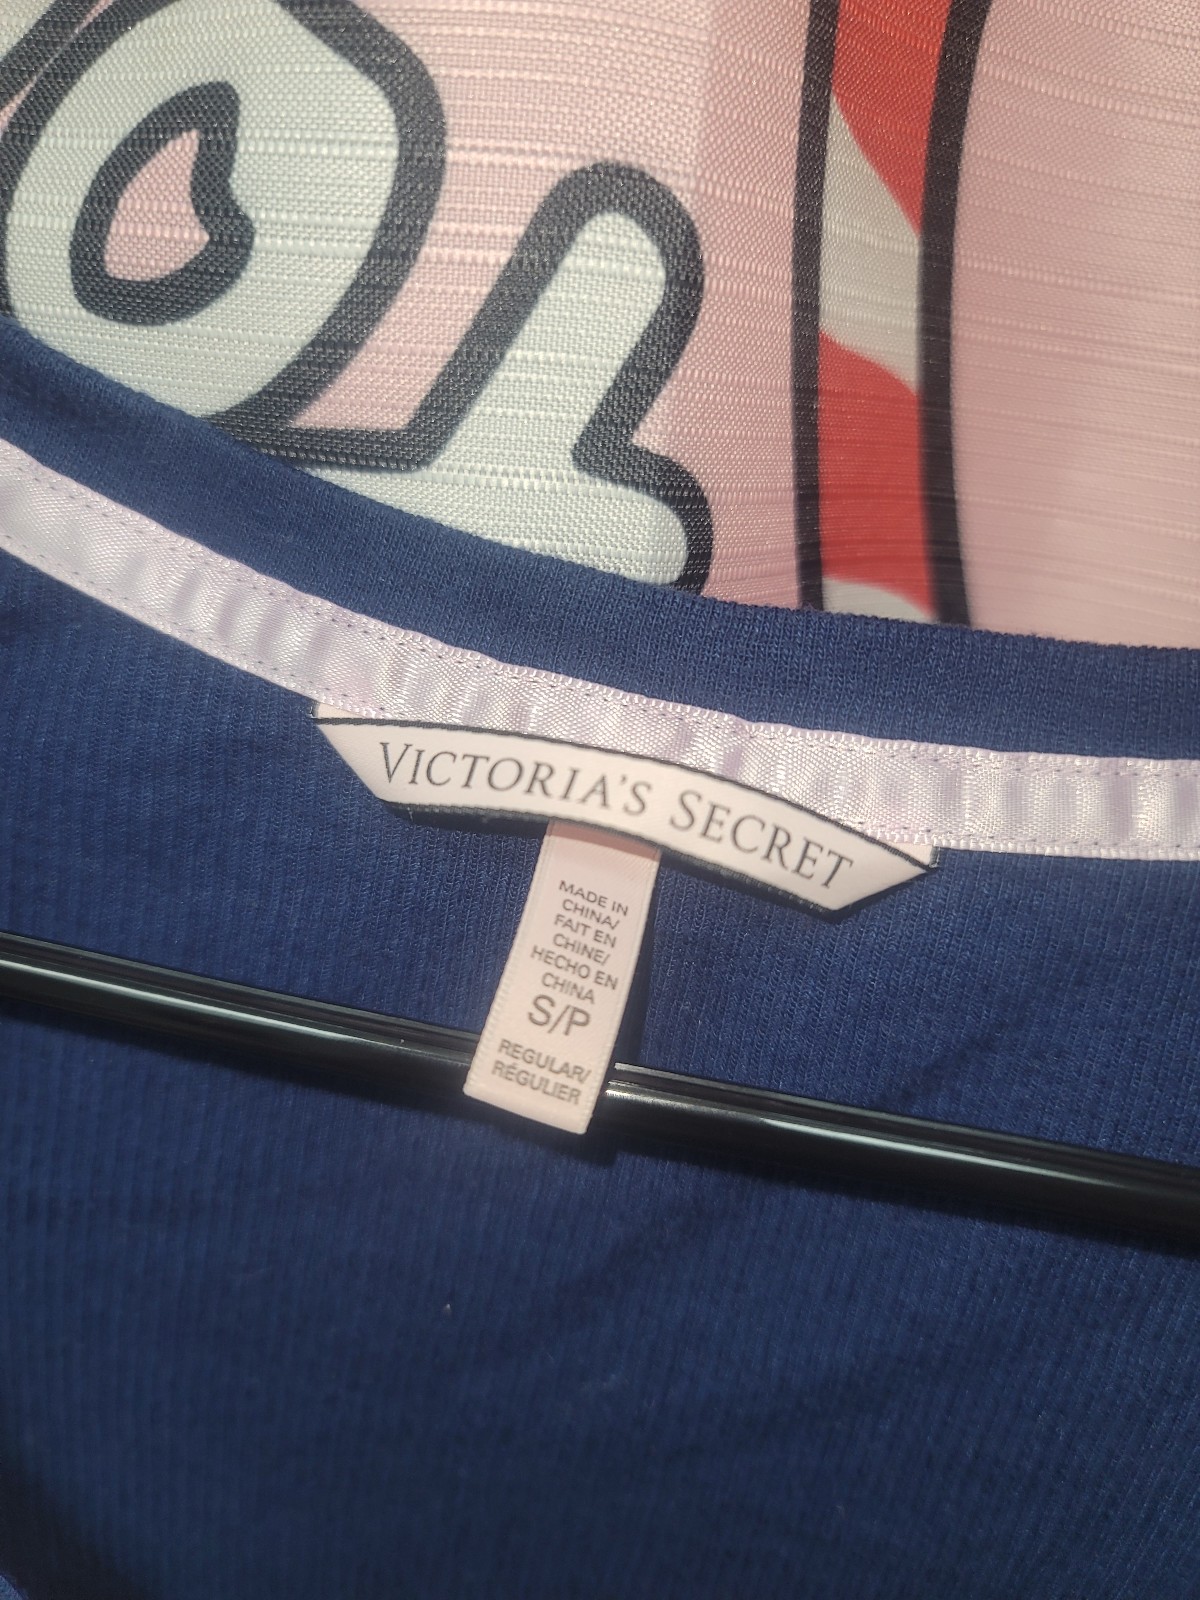 VICTORIA'S SECRET
MADE IN
CHINA/
FAIT EN
CHINE/
HECHO EN
CHINA
S/P
REGULAR/
RÉGULIER